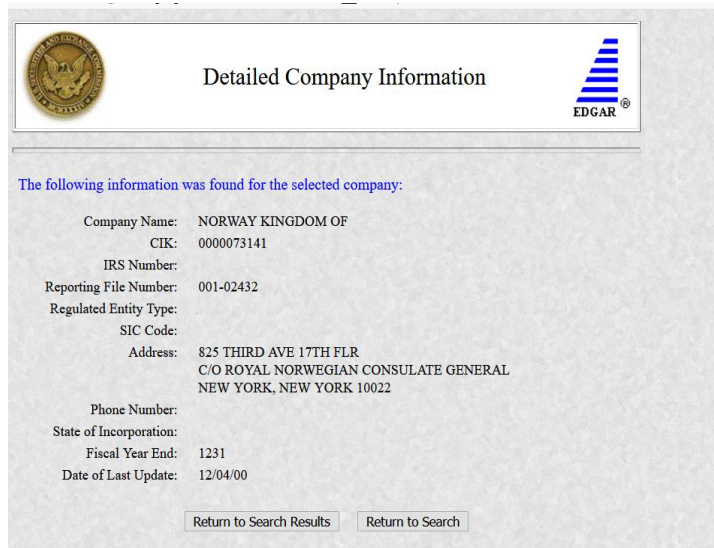 Detailed Company Information
EDGAR ®
The following information was found for the selected company:
Company Name: NORWAY KINGDOM OF
CIK: 0000073141
IRS Number:
Reporting File Number: 001-02432
Regulated Entity Type:
SIC Code:
Address: 825 THIRD AVE 17TH FLR
C/O ROYAL NORWEGIAN CONSULATE GENERAL
NEW YORK, NEW YORK 10022
Phone Number:
State of Incorporation:
Fiscal Year End: 1231
Date of Last Update: 12/04/00
Return to Search Results Return to Search